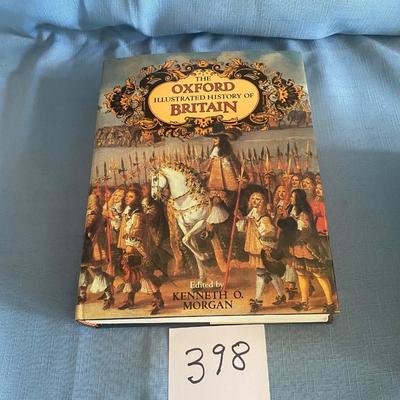 THE
OXFORD
ILLUSTRATED HISTORY OF
BRITAIN
Edited by
KENNETH O.
MORGAN
398